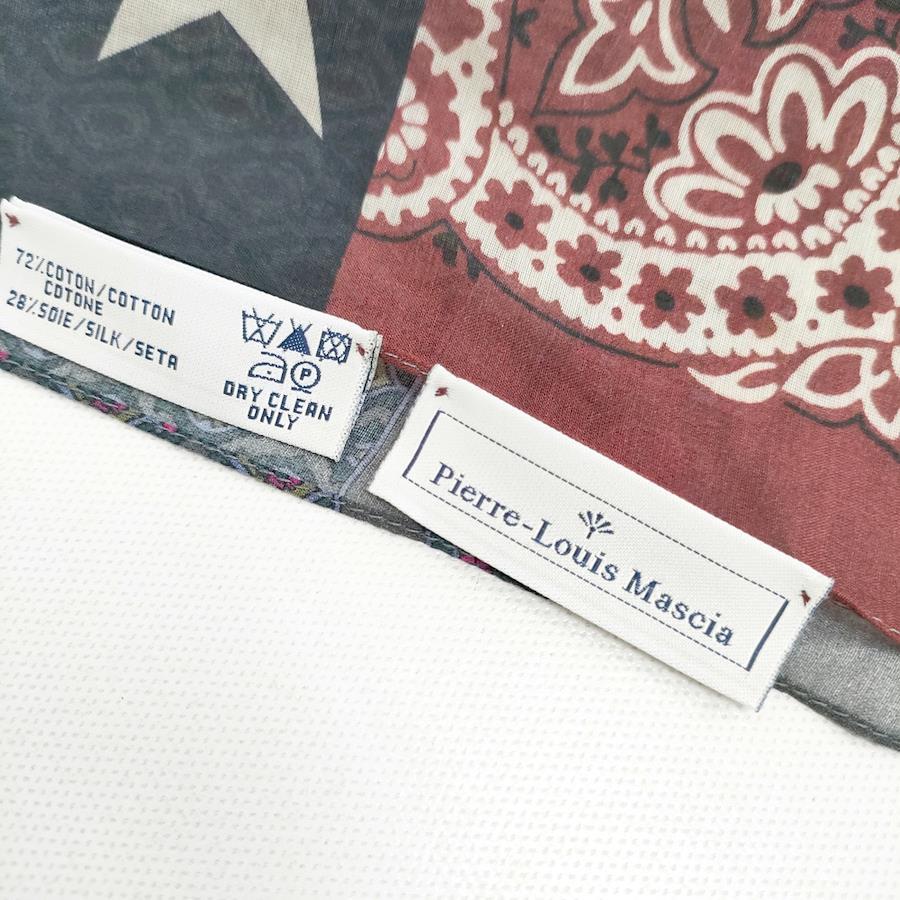 72%COTON/COTTON
COTONE
28%SOIE/SILK/SETA
P
DRY CLEAN
ONLY
Pierre-Louis Mascia